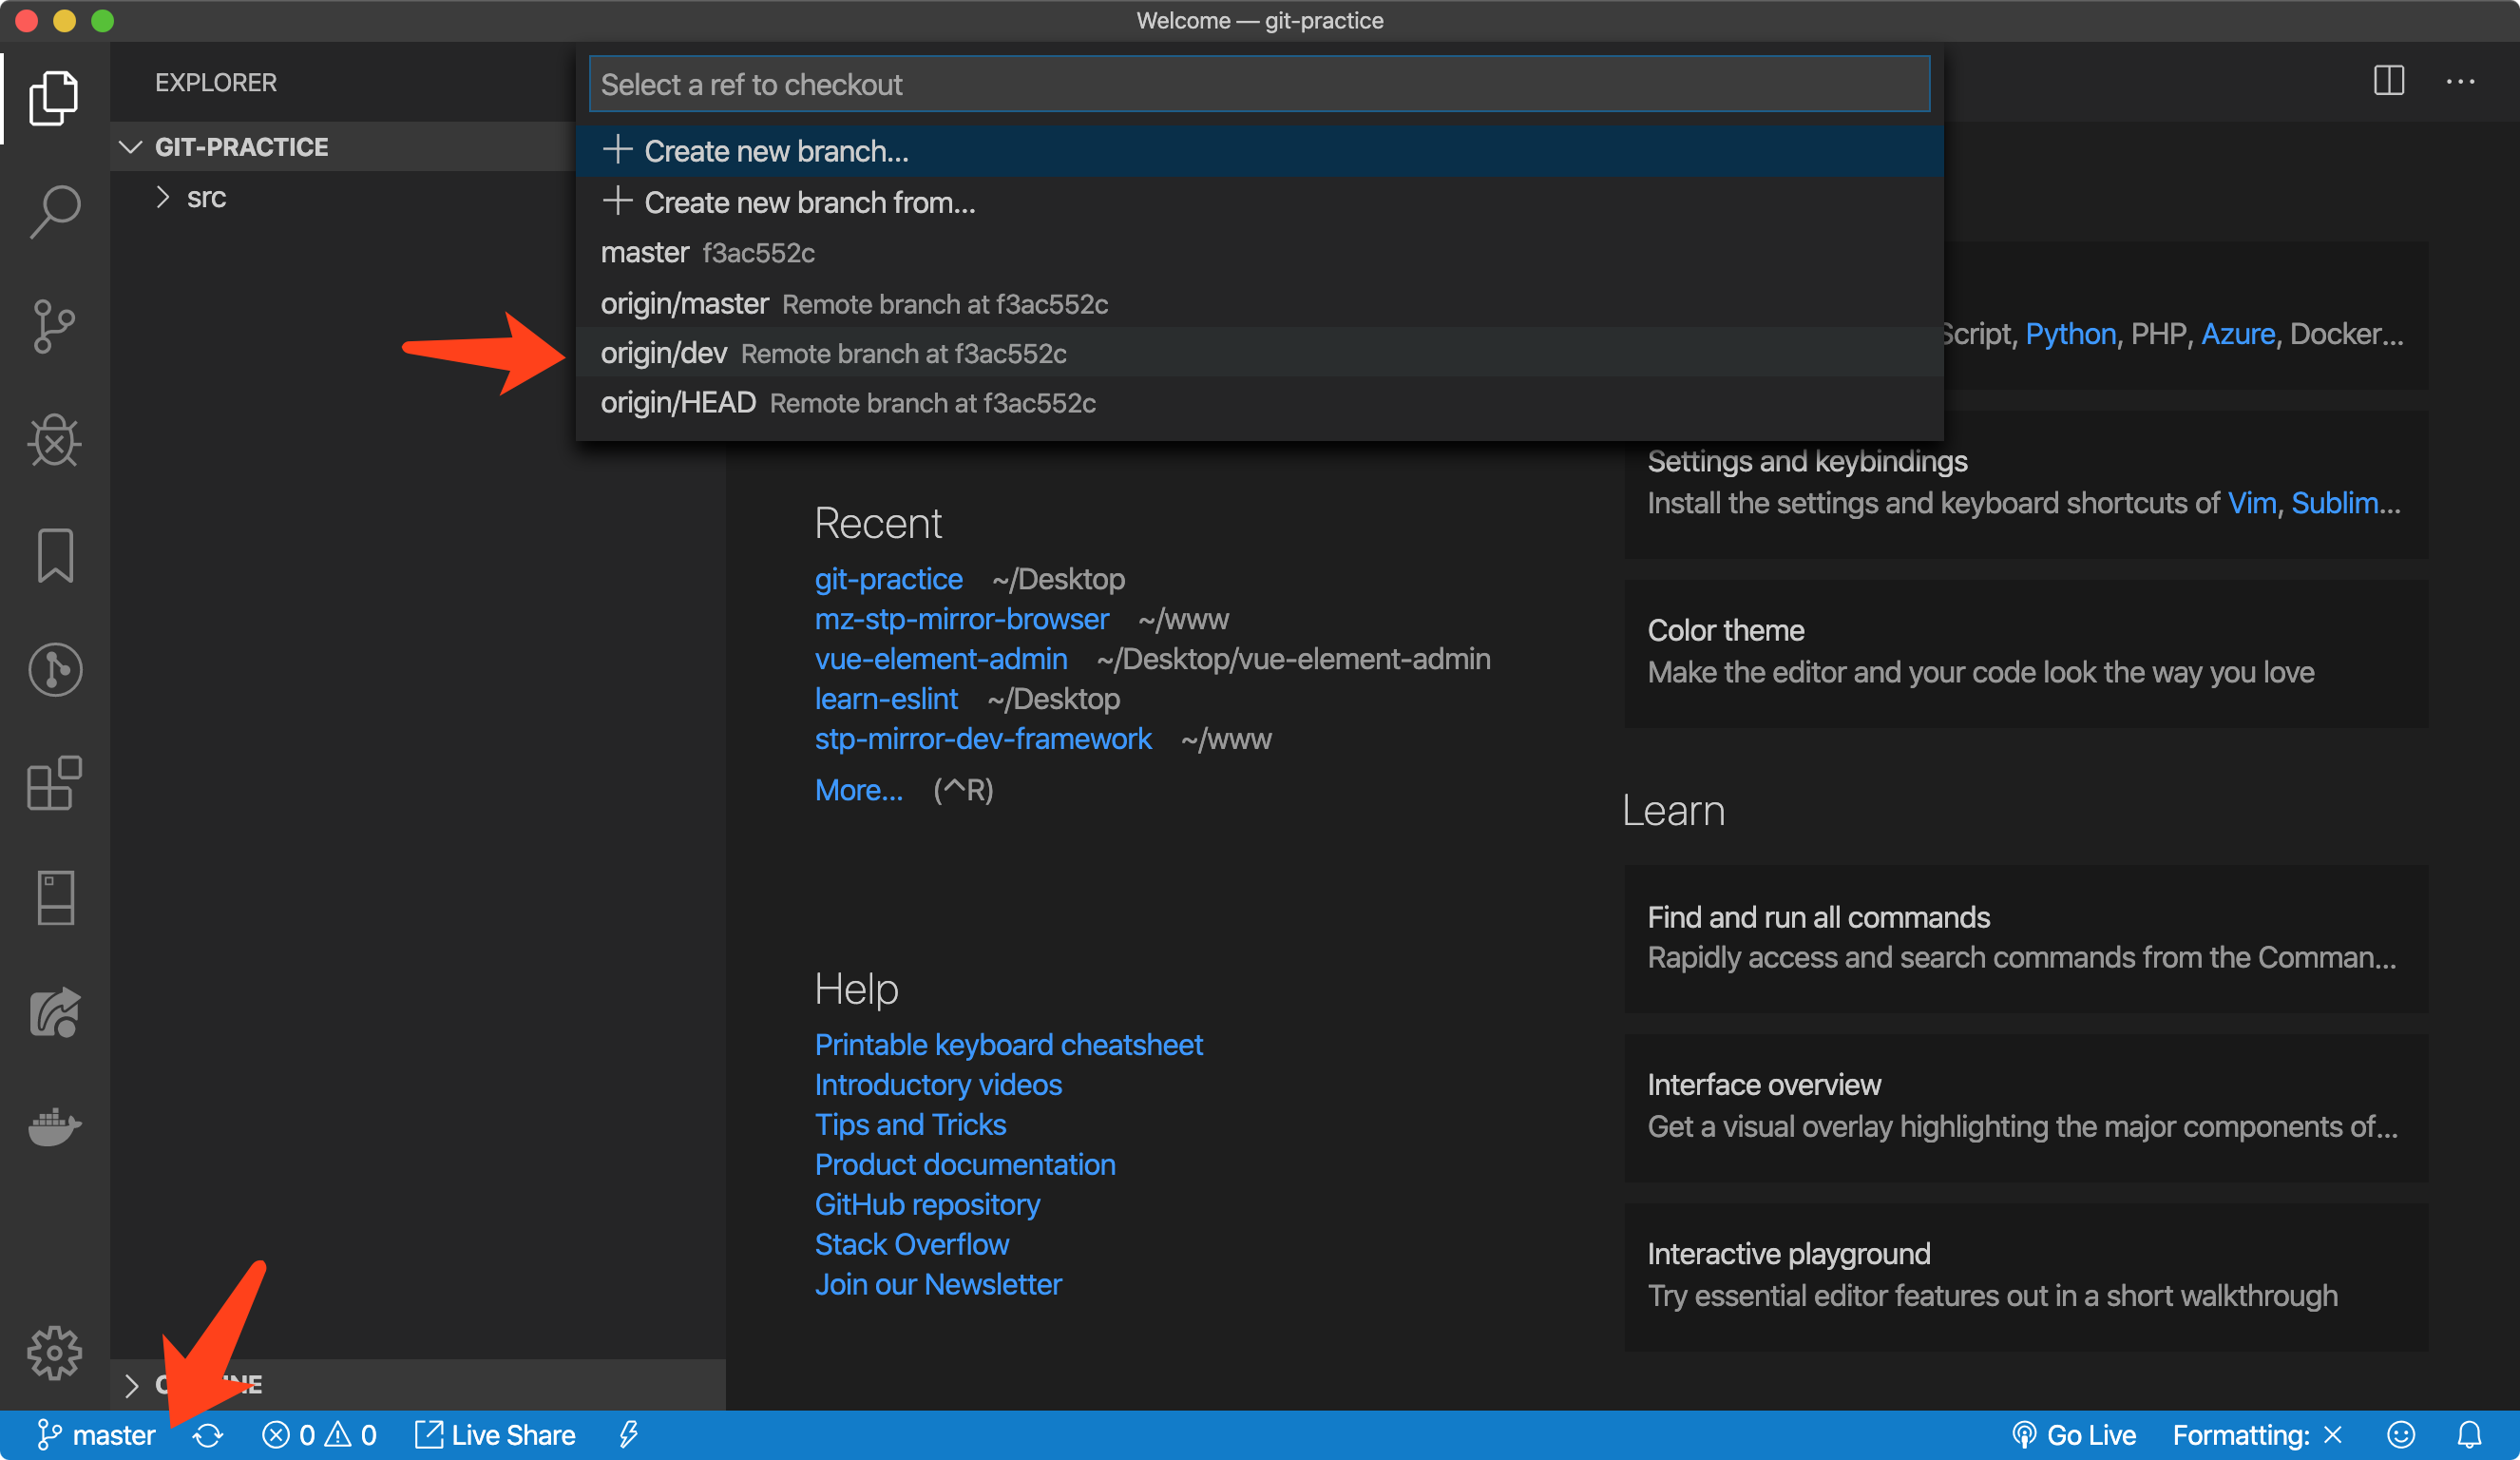 Welcome — git-practice
EXPLORER
GIT-PRACTICE
src
Select a ref to checkout
Create new branch...
Create new branch from...
master f3ac552c
origin/master Remote branch at f3ac552c
origin/dev Remote branch at f3ac552c
origin/HEAD Remote branch at f3ac552c
Recent
git-practice ~/Desktop
mz-stp-mirror-browser ~/www
vue-element-admin ~/Desktop/vue-element-admin
learn-eslint ~/Desktop
stp-mirror-dev-framework ~/www
More... (^R)
Help
Printable keyboard cheatsheet
Introductory videos
Tips and Tricks
Product documentation
GitHub repository
Stack Overflow
Join our Newsletter
Script, Python, PHP, Azure, Docker...
Settings and keybindings
Install the settings and keyboard shortcuts of Vim, Sublim...
Color theme
Make the editor and your code look the way you love
Learn
Find and run all commands
Rapidly access and search commands from the Comman...
Interface overview
Get a visual overlay highlighting the major components of...
Interactive playground
Try essential editor features out in a short walkthrough
master 0 0 Live Share
Go Live Formatting: ×